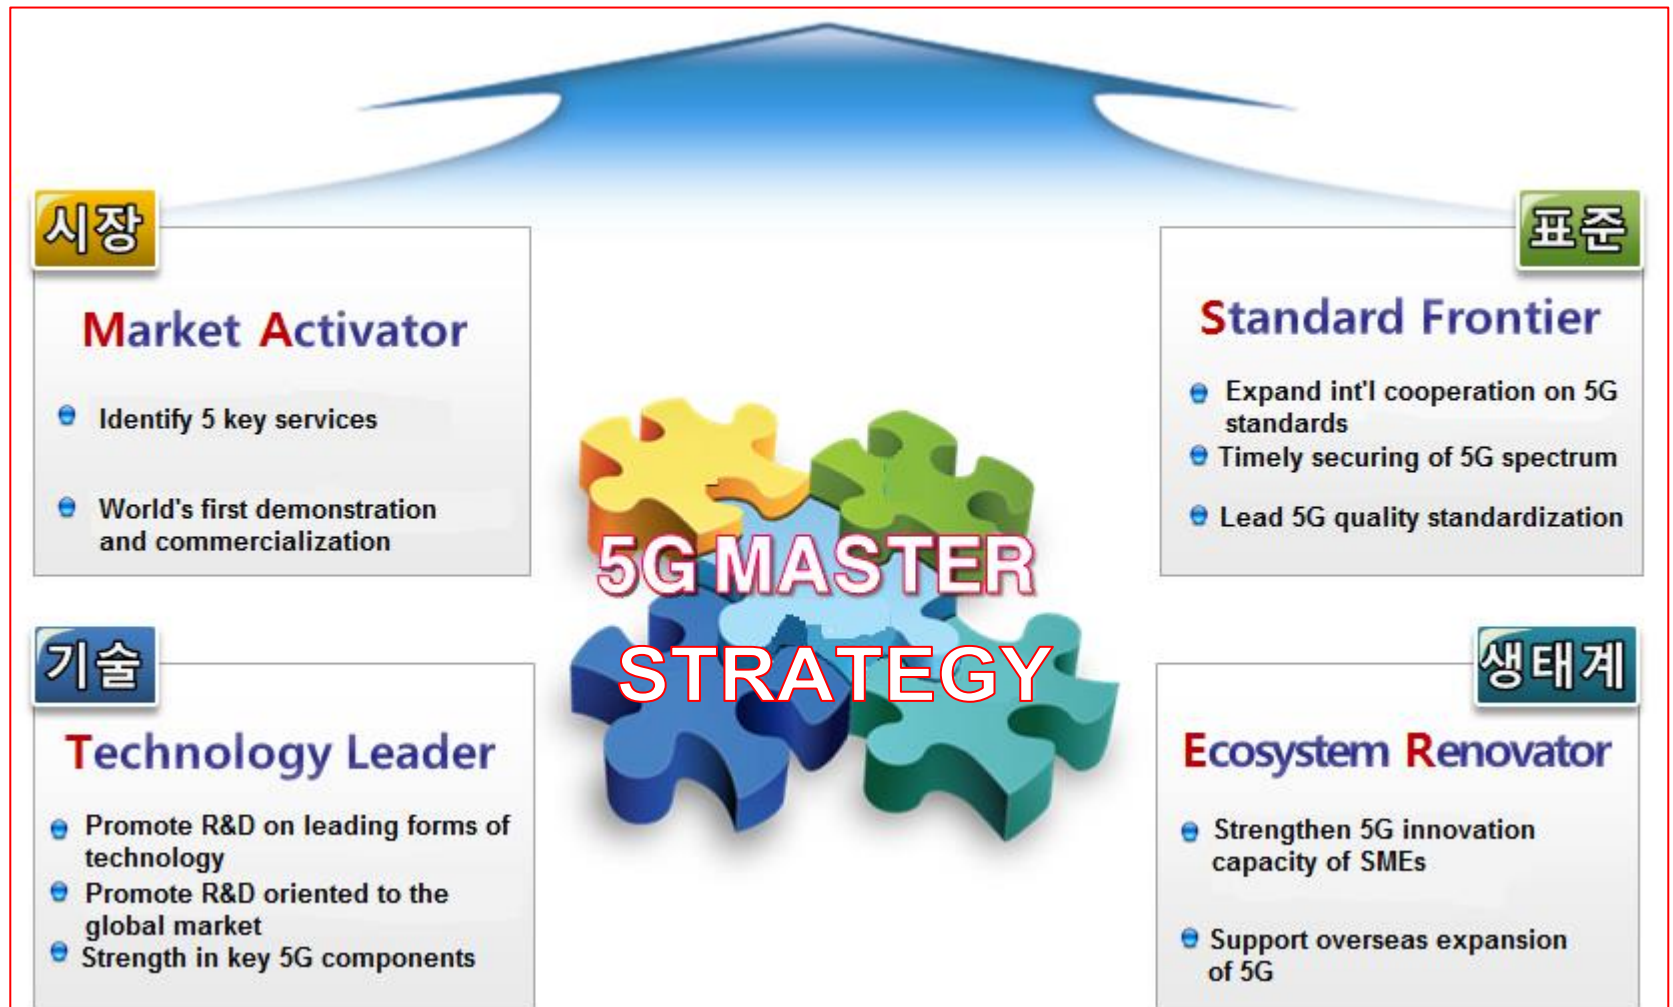 시장
Market Activator
Identify 5 key services
World's first demonstration
and commercialization
표준
Standard Frontier
Expand int'l cooperation on 5G
standards
Timely securing of 5G spectrum
Lead 5G quality standardization
5G MASTER
STRATEGY
기술
Technology Leader
Promote R&D on leading forms of
technology
Promote R&D oriented to the
global market
Strength in key 5G components
생태계
Ecosystem Renovator
Strengthen 5G innovation
capacity of SMEs
Support overseas expansion
of 5G